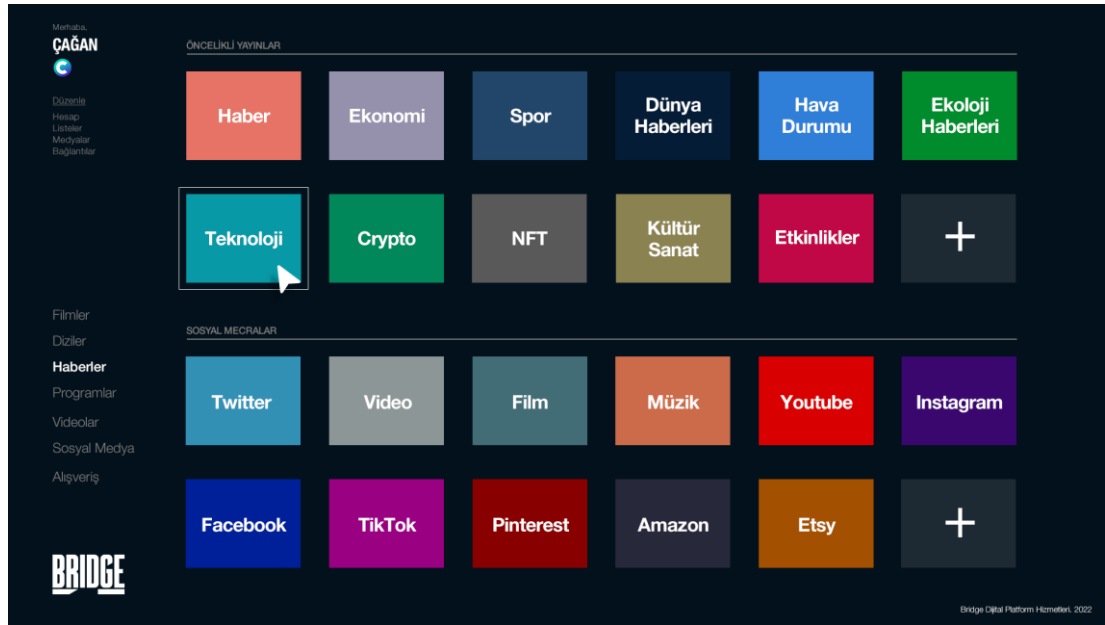 Merhaba,
ÇAĞAN
C
Düzenle
Hesap
Listeler
Medyalar
Bağlantılar
Filmler
Diziler
Haberler
Programlar
Videolar
Sosyal Medya
Alışveriş
BRIDGE
ÖNCELİKLİ YAYINLAR
Haber
Ekonomi
Spor
Dünya
Haberleri
Hava
Durumu
Ekoloji
Haberleri
Teknoloji
Crypto
NFT
Kültür
Sanat
Etkinlikler
+
SOSYAL MECRALAR
Twitter
Video
Film
Müzik
Youtube
Instagram
Facebook
TikTok
Pinterest
Amazon
Etsy
+
Bridge Dijital Platform Hizmetleri. 2022